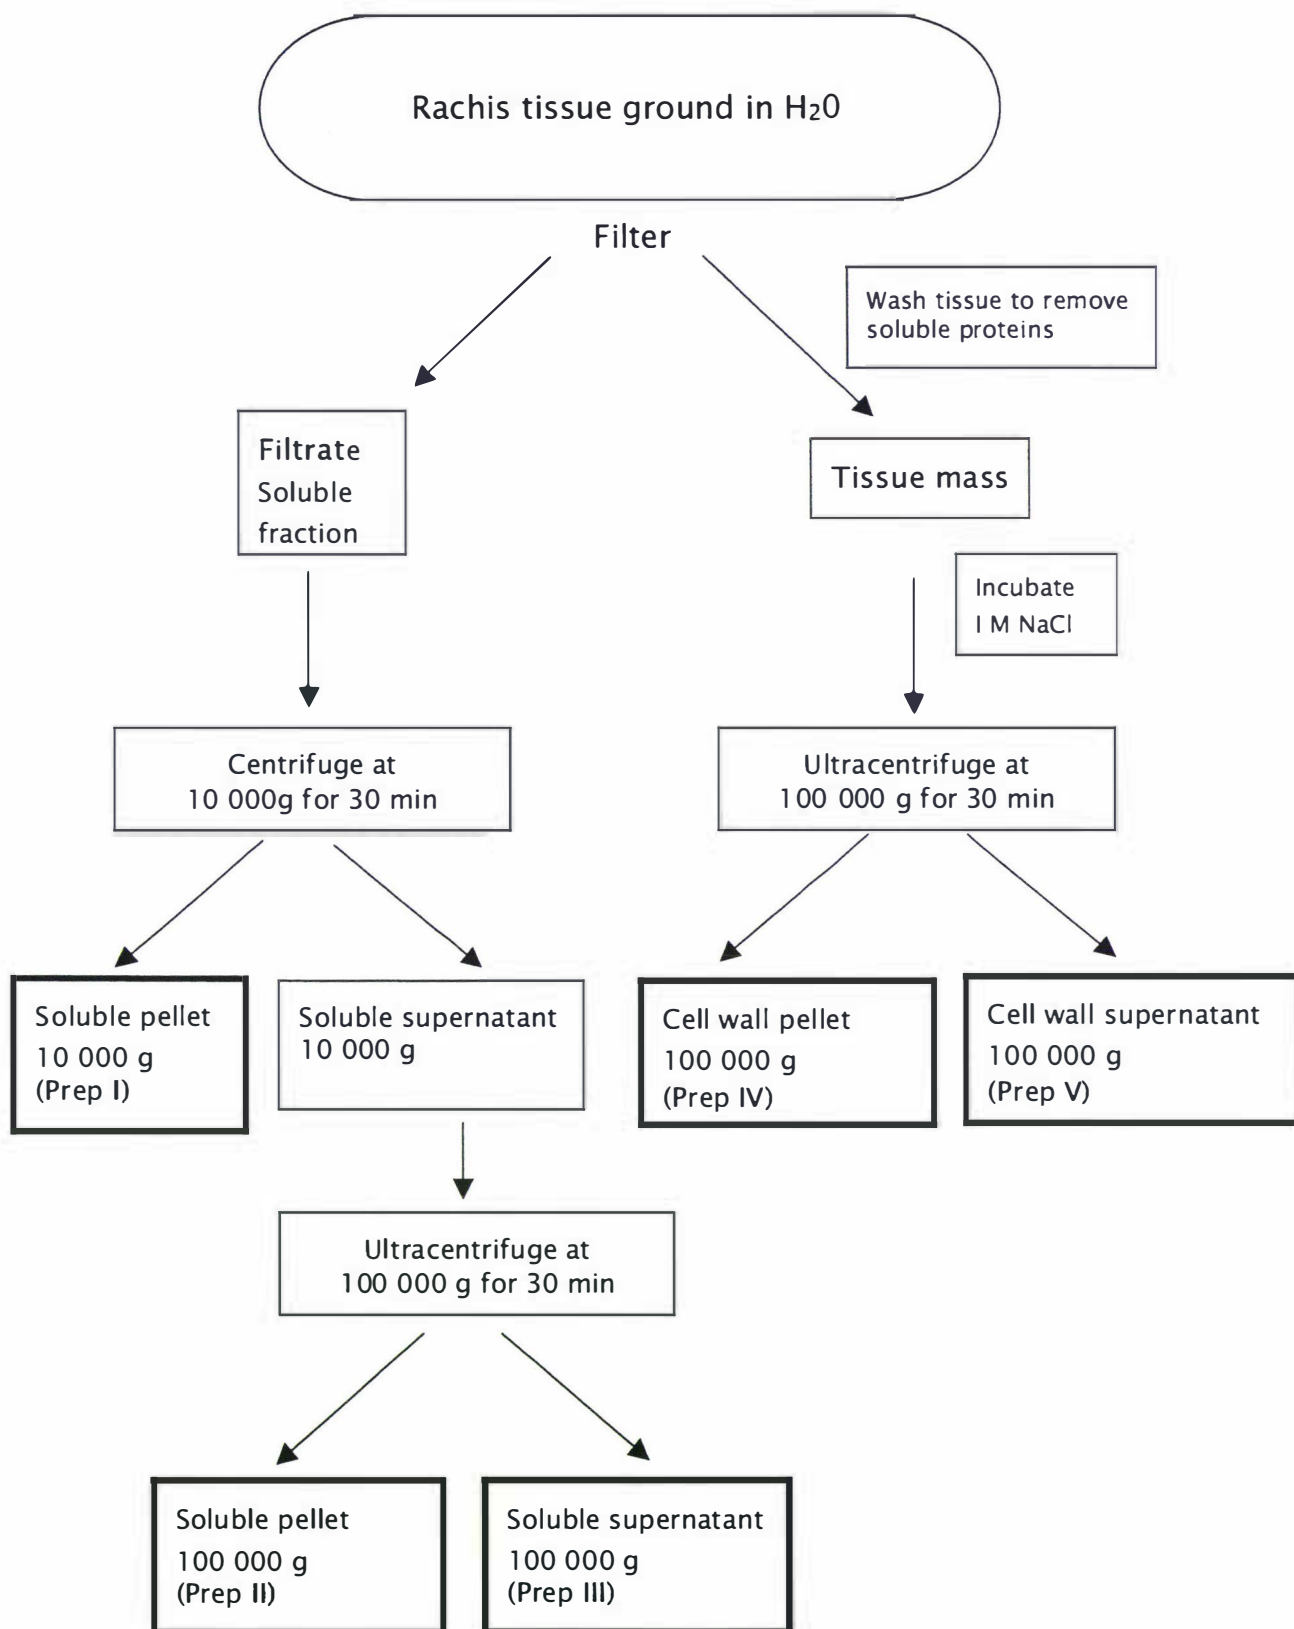 Rachis tissue ground in H₂0
Filter
Wash tissue to remove
soluble proteins
Filtrate
Soluble
fraction
Tissue mass
Incubate
I M NaCl
Centrifuge at
10 000g for 30 min
Ultracentrifuge at
100 000 g for 30 min
Soluble pellet
10 000 g
(Prep I)
Soluble supernatant
10 000 g
Cell wall pellet
100 000 g
(Prep IV)
Cell wall supernatant
100 000 g
(Prep V)
Ultracentrifuge at
100 000 g for 30 min
Soluble pellet
100 000 g
(Prep II)
Soluble supernatant
100 000 g
(Prep III)